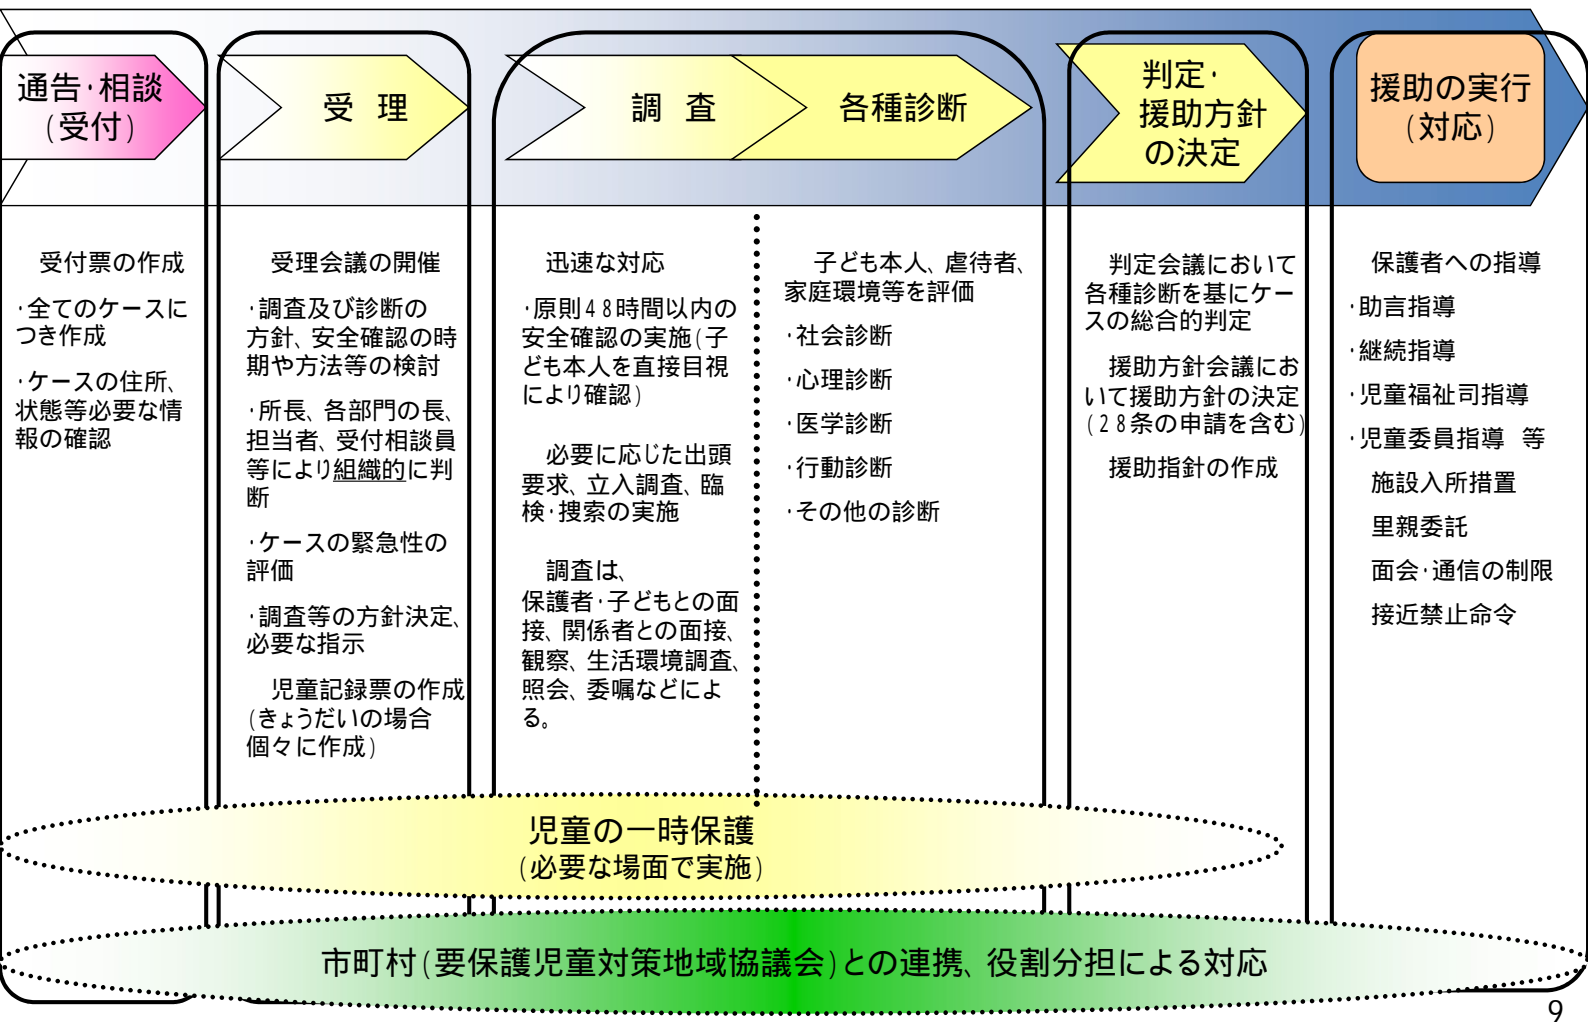 通告・相談
(受付)
受 理
調 査
各種診断
判定・
援助方針
の決定
援助の実行
(対応)
受付票の作成
・全てのケースに
つき作成
・ケースの住所、
状態等必要な情
報の確認
受理会議の開催
・調査及び診断の
方針、安全確認の時
期や方法等の検討
・所長、各部門の長、
担当者、受付相談員
等により組織的に判
断
・ケースの緊急性の
評価
・調査等の方針決定、
必要な指示
児童記録票の作成
(きょうだいの場合
個々に作成)
迅速な対応
・原則48時間以内の
安全確認の実施(子
ども本人を直接目視
により確認)
必要に応じた出頭
要求、立入調査、臨
検・捜索の実施
調査は、
保護者・子どもとの面
接、関係者との面接、
観察、生活環境調査、
照会、委嘱などによ
る。
子ども本人、虐待者、
家庭環境等を評価
・社会診断
・心理診断
・医学診断
・行動診断
・その他の診断
判定会議において
各種診断を基にケー
スの総合的判定
援助方針会議にお
いて援助方針の決定
(28条の申請を含む)
援助指針の作成
保護者への指導
・助言指導
・継続指導
・児童福祉司指導
・児童委員指導 等
施設入所措置
里親委託
面会・通信の制限
接近禁止命令
児童の一時保護
(必要な場面で実施)
市町村(要保護児童対策地域協議会)との連携、役割分担による対応
9